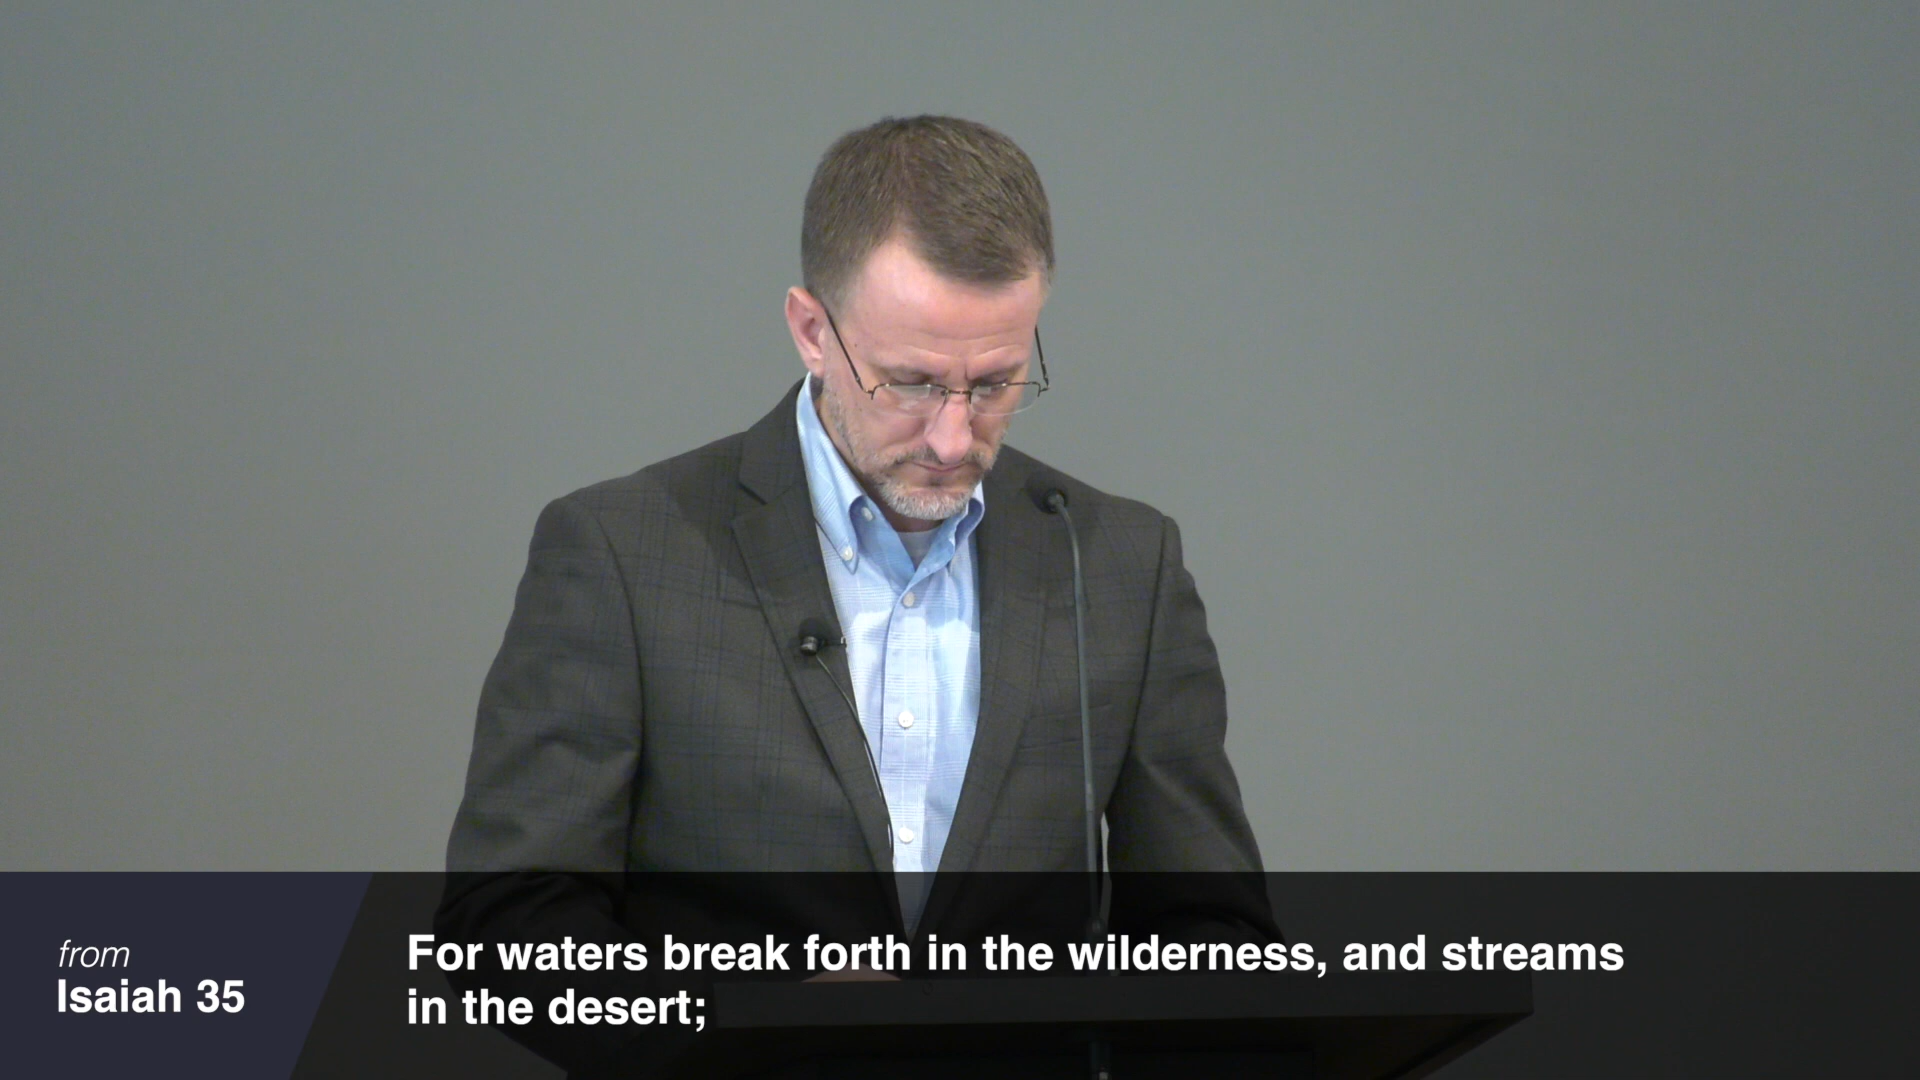 from
Isaiah 35
For waters break forth in the wilderness, and streams
in the desert;